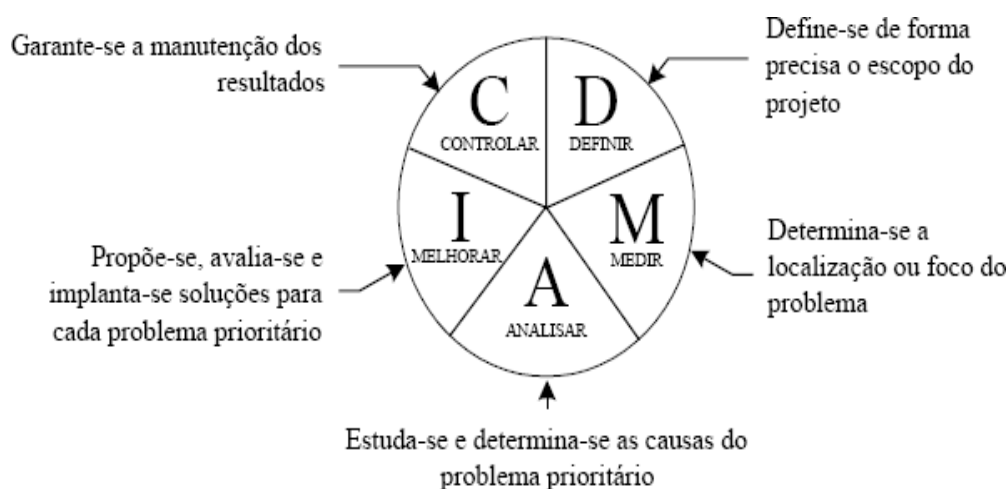 Garante-se a manutenção dos
resultados
Define-se de forma
precisa o escopo do
projeto
C
CONTROLAR
D
DEFINIR
I
MELHORAR
M
MEDIR
A
ANALISAR
Determina-se a
localização ou foco do
problema
Propõe-se, avalia-se e
implanta-se soluções para
cada problema prioritário
Estuda-se e determina-se as causas do
problema prioritário